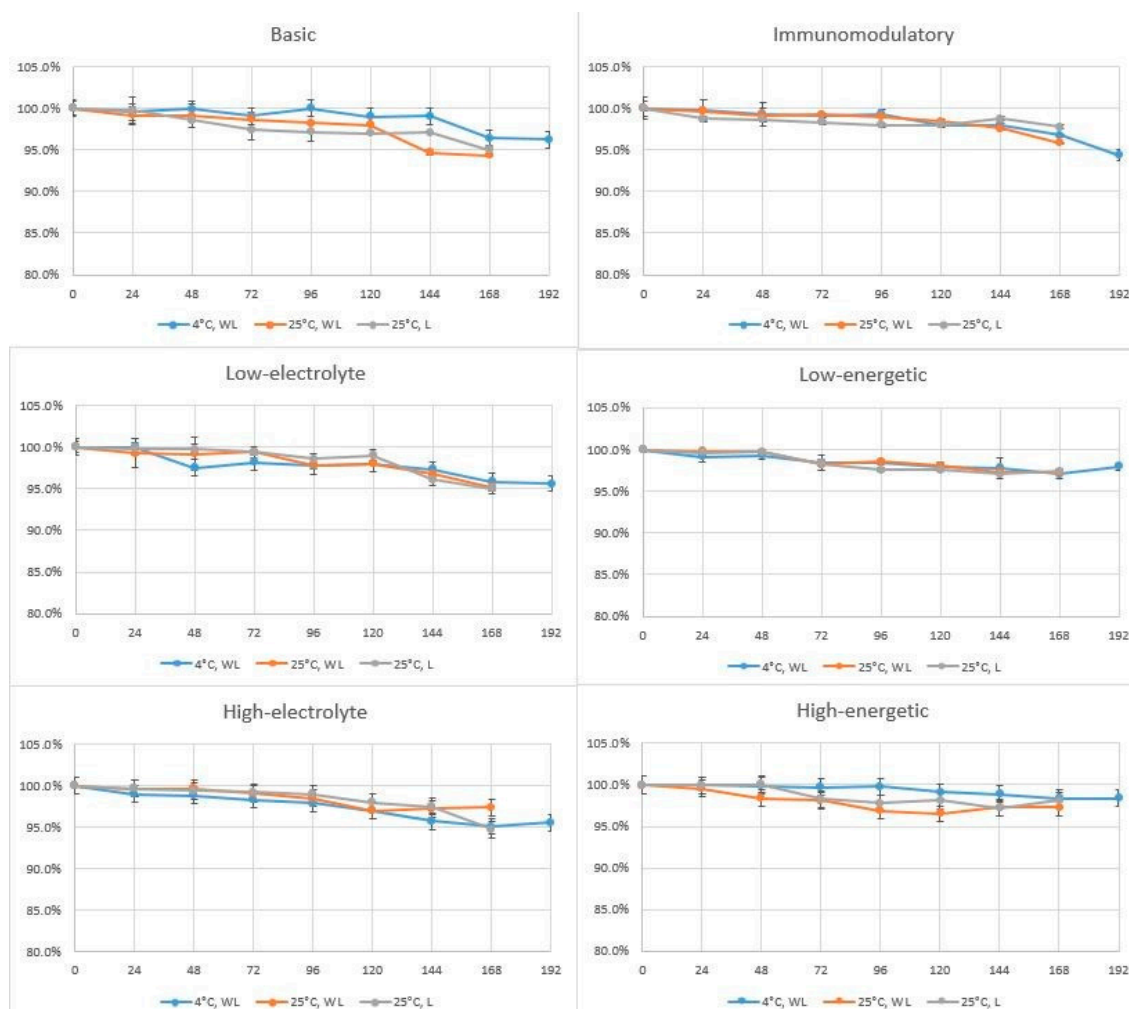 Basic
105.0%
100.0%
95.0%
90.0%
85.0%
80.0%
0 24 48 72 96 120 144 168 192
4°C, WL 25°C, WL 25°C, L
Immunomodulatory
105.0%
100.0%
95.0%
90.0%
85.0%
80.0%
0 24 48 72 96 120 144 168 192
4°C, WL 25°C, WL 25°C, L
Low-electrolyte
105.0%
100.0%
95.0%
90.0%
85.0%
80.0%
0 24 48 72 96 120 144 168 192
4°C, WL 25°C, WL 25°C, L
Low-energetic
105.0%
100.0%
95.0%
90.0%
85.0%
80.0%
0 24 48 72 96 120 144 168 192
4°C, WL 25°C, WL 25°C, L
High-electrolyte
105.0%
100.0%
95.0%
90.0%
85.0%
80.0%
0 24 48 72 96 120 144 168 192
4°C, WL 25°C, WL 25°C, L
High-energetic
105.0%
100.0%
95.0%
90.0%
85.0%
80.0%
0 24 48 72 96 120 144 168 192
4°C, WL 25°C, WL 25°C, L